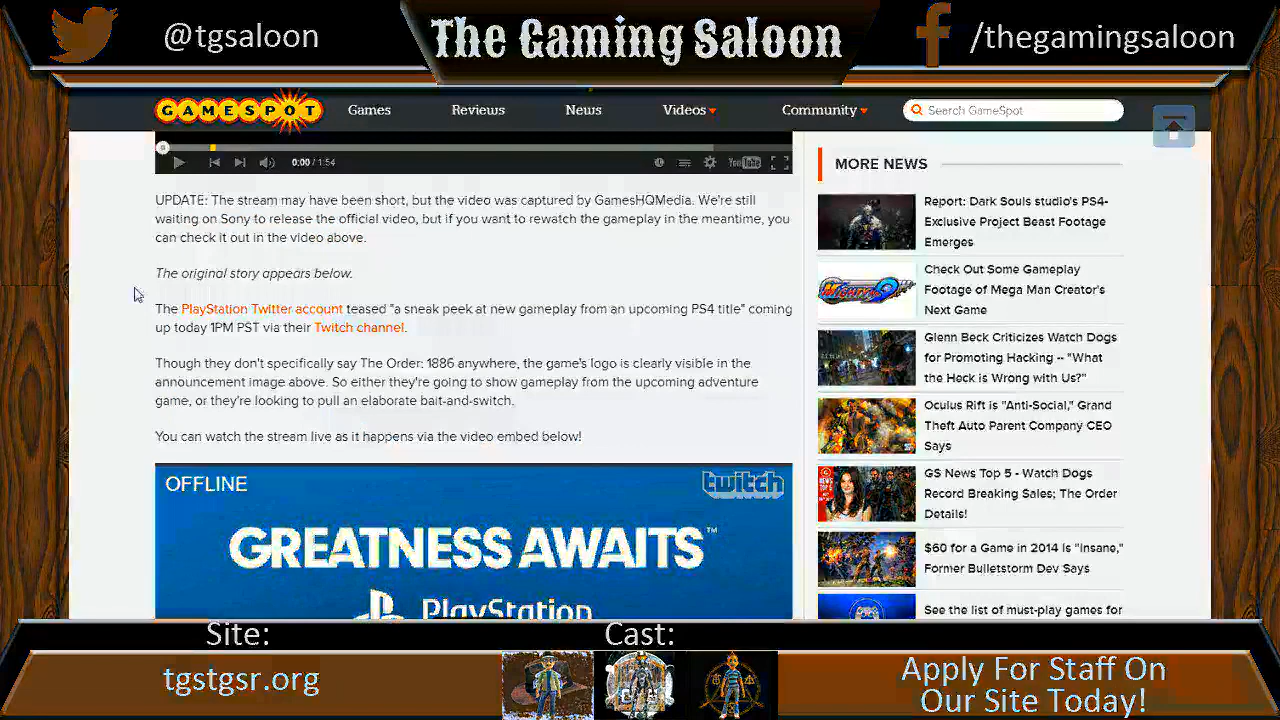 @tgsaloon
The Gaming Saloon
/thegamingsaloon
GAMESPOT
Games
Reviews
News
Videos
Community
Search GameSpot
0:00 / 1:54
YouTube
UPDATE: The stream may have been short, but the video was captured by GamesHQMedia. We're still
waiting on Sony to release the official video, but if you want to rewatch the gameplay in the meantime, you
can check it out in the video above.
The original story appears below.
The PlayStation Twitter account teased "a sneak peek at new gameplay from an upcoming PS4 title" coming
up today 1PM PST via their Twitch channel.
Though they don't specifically say The Order: 1886 anywhere, the game's logo is clearly visible in the
announcement image above. So either they're going to show gameplay from the upcoming adventure
game, or they're looking to pull an elaborate bait-and-switch.
You can watch the stream live as it happens via the video embed below!
OFFLINE
twitch
GREATNESS AWAITS™
PlayStation
MORE NEWS
Report: Dark Souls studio's PS4-
Exclusive Project Beast Footage
Emerges
Check Out Some Gameplay
Footage of Mega Man Creator's
Next Game
Glenn Beck Criticizes Watch Dogs
for Promoting Hacking -- "What
the Heck is Wrong with Us?"
Oculus Rift is "Anti-Social," Grand
Theft Auto Parent Company CEO
Says
GS News Top 5 - Watch Dogs
Record Breaking Sales; The Order
Details!
$60 for a Game in 2014 Is "Insane,"
Former Bulletstorm Dev Says
See the list of must-play games for
Site:
tgstgsr.org
Cast:
Apply For Staff On
Our Site Today!